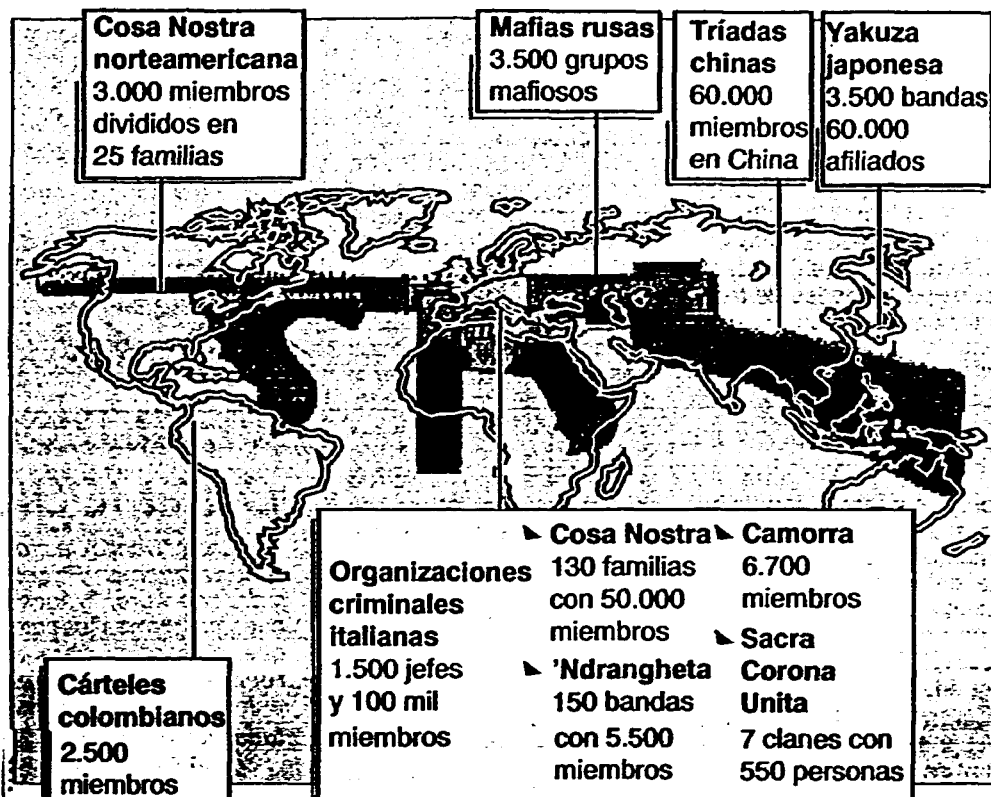 Cosa Nostra
norteamericana
3.000 miembros
divididos en
25 familias
Mafias rusas
3.500 grupos
mafiosos
Tríadas
chinas
60.000
miembros
en China
Yakuza
japonesa
3.500 bandas
60.000
afiliados
Cárteles
colombianos
2.500
miembros
Organizaciones
criminales
italianas
1.500 jefes
y 100 mil
miembros
Cosa Nostra
130 familias
con 50.000
miembros
'Ndrangheta
150 bandas
con 5.500
miembros
Camorra
6.700
miembros
Sacra
Corona
Unita
7 clanes con
550 personas